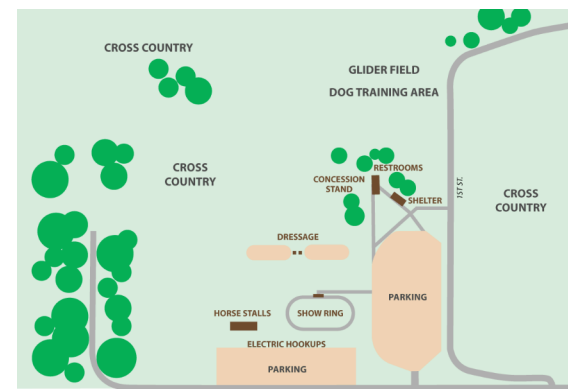 CROSS COUNTRY
GLIDER FIELD
DOG TRAINING AREA
CROSS
COUNTRY
RESTROOMS
CONCESSION
STAND
SHELTER
1ST ST.
CROSS
COUNTRY
DRESSAGE
PARKING
HORSE STALLS
SHOW RING
ELECTRIC HOOKUPS
PARKING